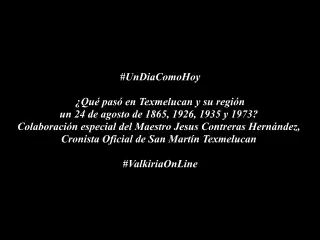 #UnDiaComoHoy
¿Qué pasó en Texmelucan y su región
un 24 de agosto de 1865, 1926, 1935 y 1973?
Colaboración especial del Maestro Jesus Contreras Hernández,
Cronista Oficial de San Martín Texmelucan
#ValkiriaOnLine